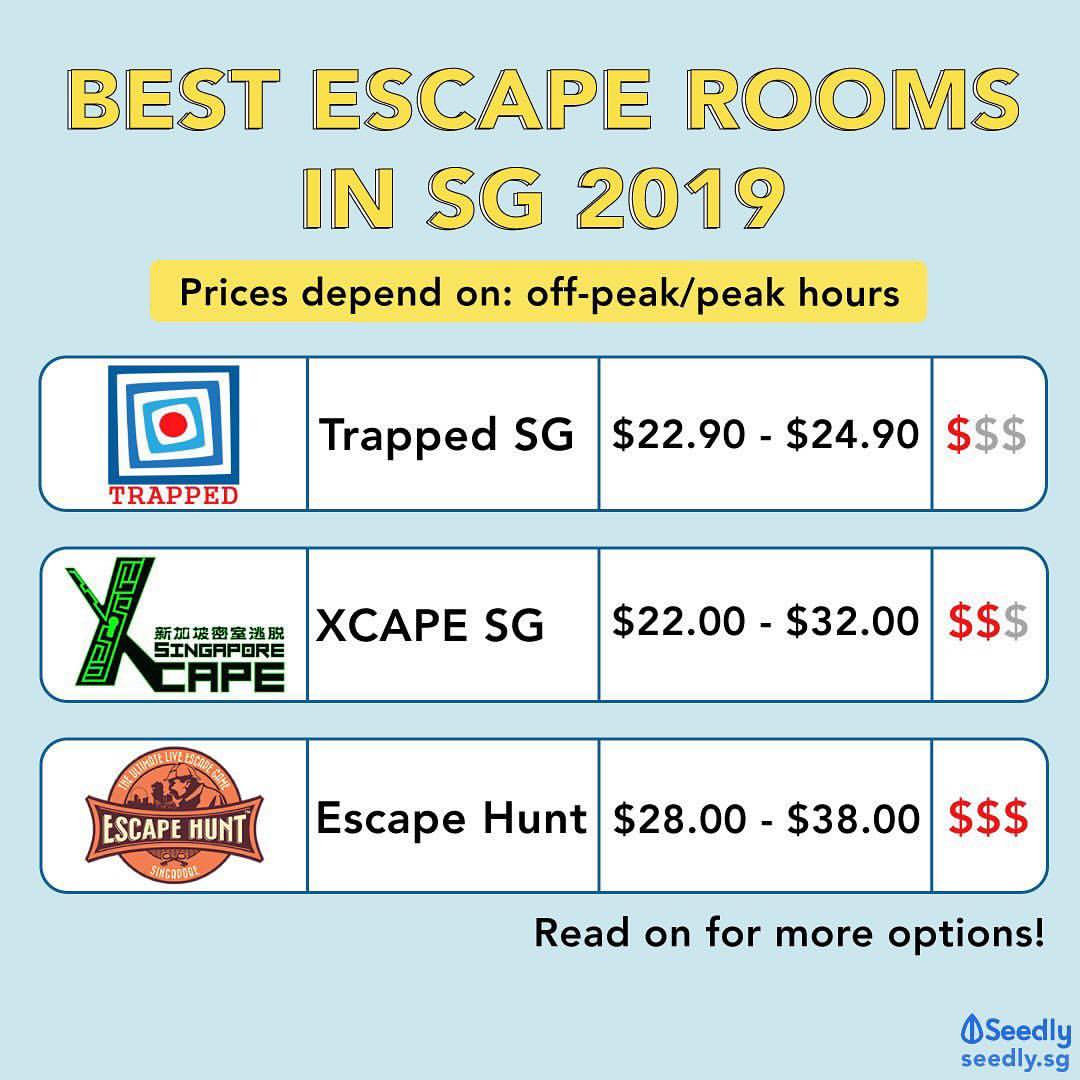 BEST ESCAPE ROOMS
IN SG 2019
Prices depend on: off-peak/peak hours
TRAPPED
Trapped SG
$22.90 - $24.90
$$$
新加坡密室逃脱
SINGAPORE
XCAPE
XCAPE SG
$22.00 - $32.00
$$$
THE ULTIMATE LIVE ESCAPE GAME
ESCAPE HUNT
SINGAPORE
Escape Hunt
$28.00 - $38.00
$$$
Read on for more options!
Seedly
seedly.sg